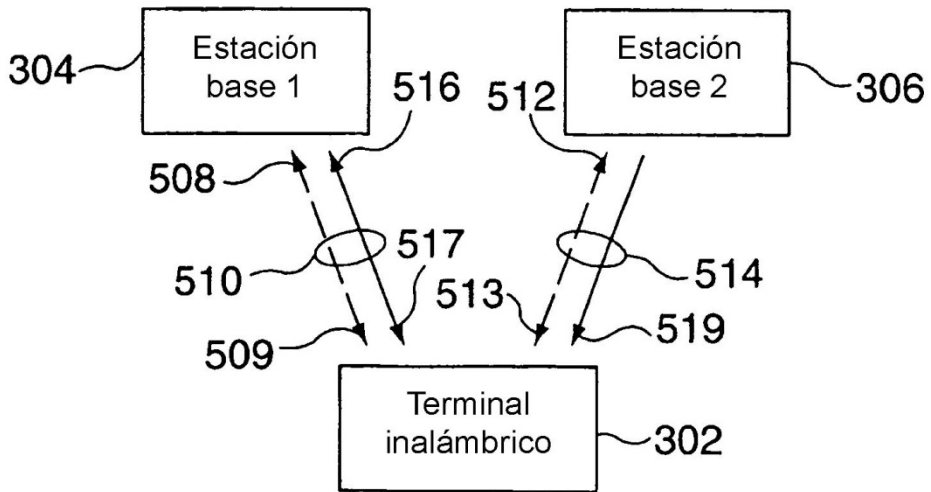 Estación
base 1
304
Estación
base 2
306
516
512
508
510
517
513
514
509
519
Terminal
inalámbrico
302